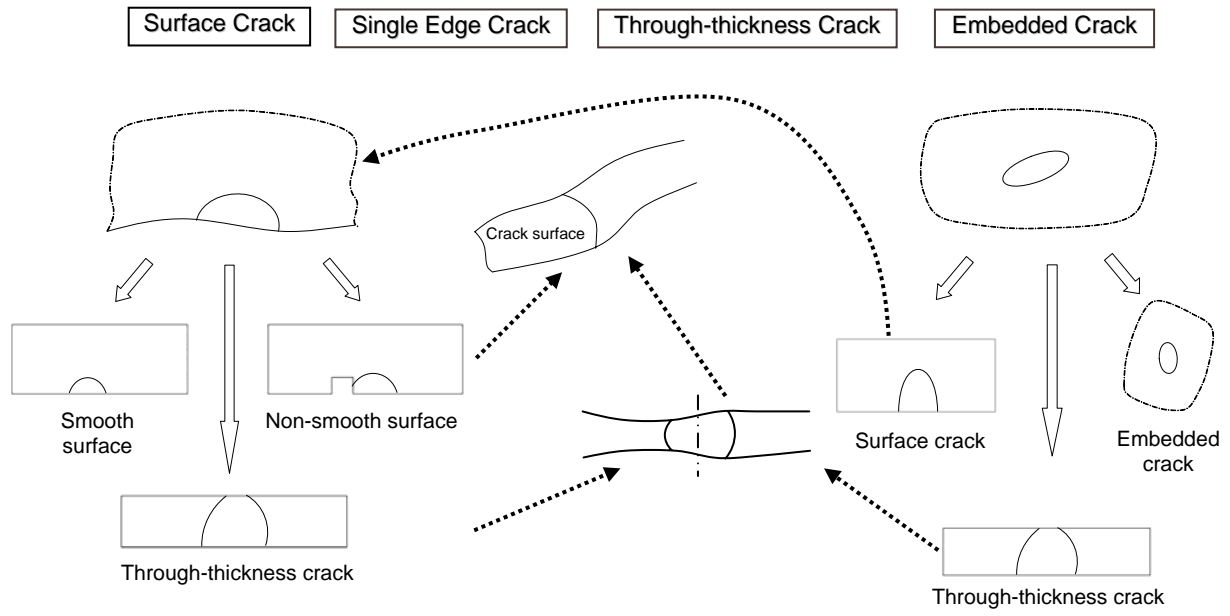 Surface Crack
Single Edge Crack
Through-thickness Crack
Embedded Crack
Crack surface
Smooth
surface
Non-smooth surface
Surface crack
Embedded
crack
Through-thickness crack
Through-thickness crack